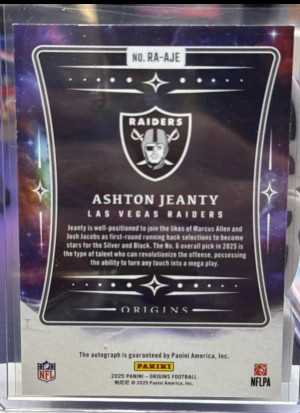 NO. RA-AJE
RAIDERS
ASHTON JEANTY
LAS VEGAS RAIDERS
Jeanty is well-positioned to join the likes of Marcus Allen and
Josh Jacobs as first-round running back selections to become
stars for the Silver and Black. The No. 6 overall pick in 2025 is
the type of talent who can revolutionize the offense, possessing
the ability to turn any touch into a mega play.
ORIGINS
The autograph is guaranteed by Panini America, Inc.
NFL
PANINI
NFLPA
2025 PANINI – ORIGINS FOOTBALL
帕尼尼 © 2025 Panini America, Inc.